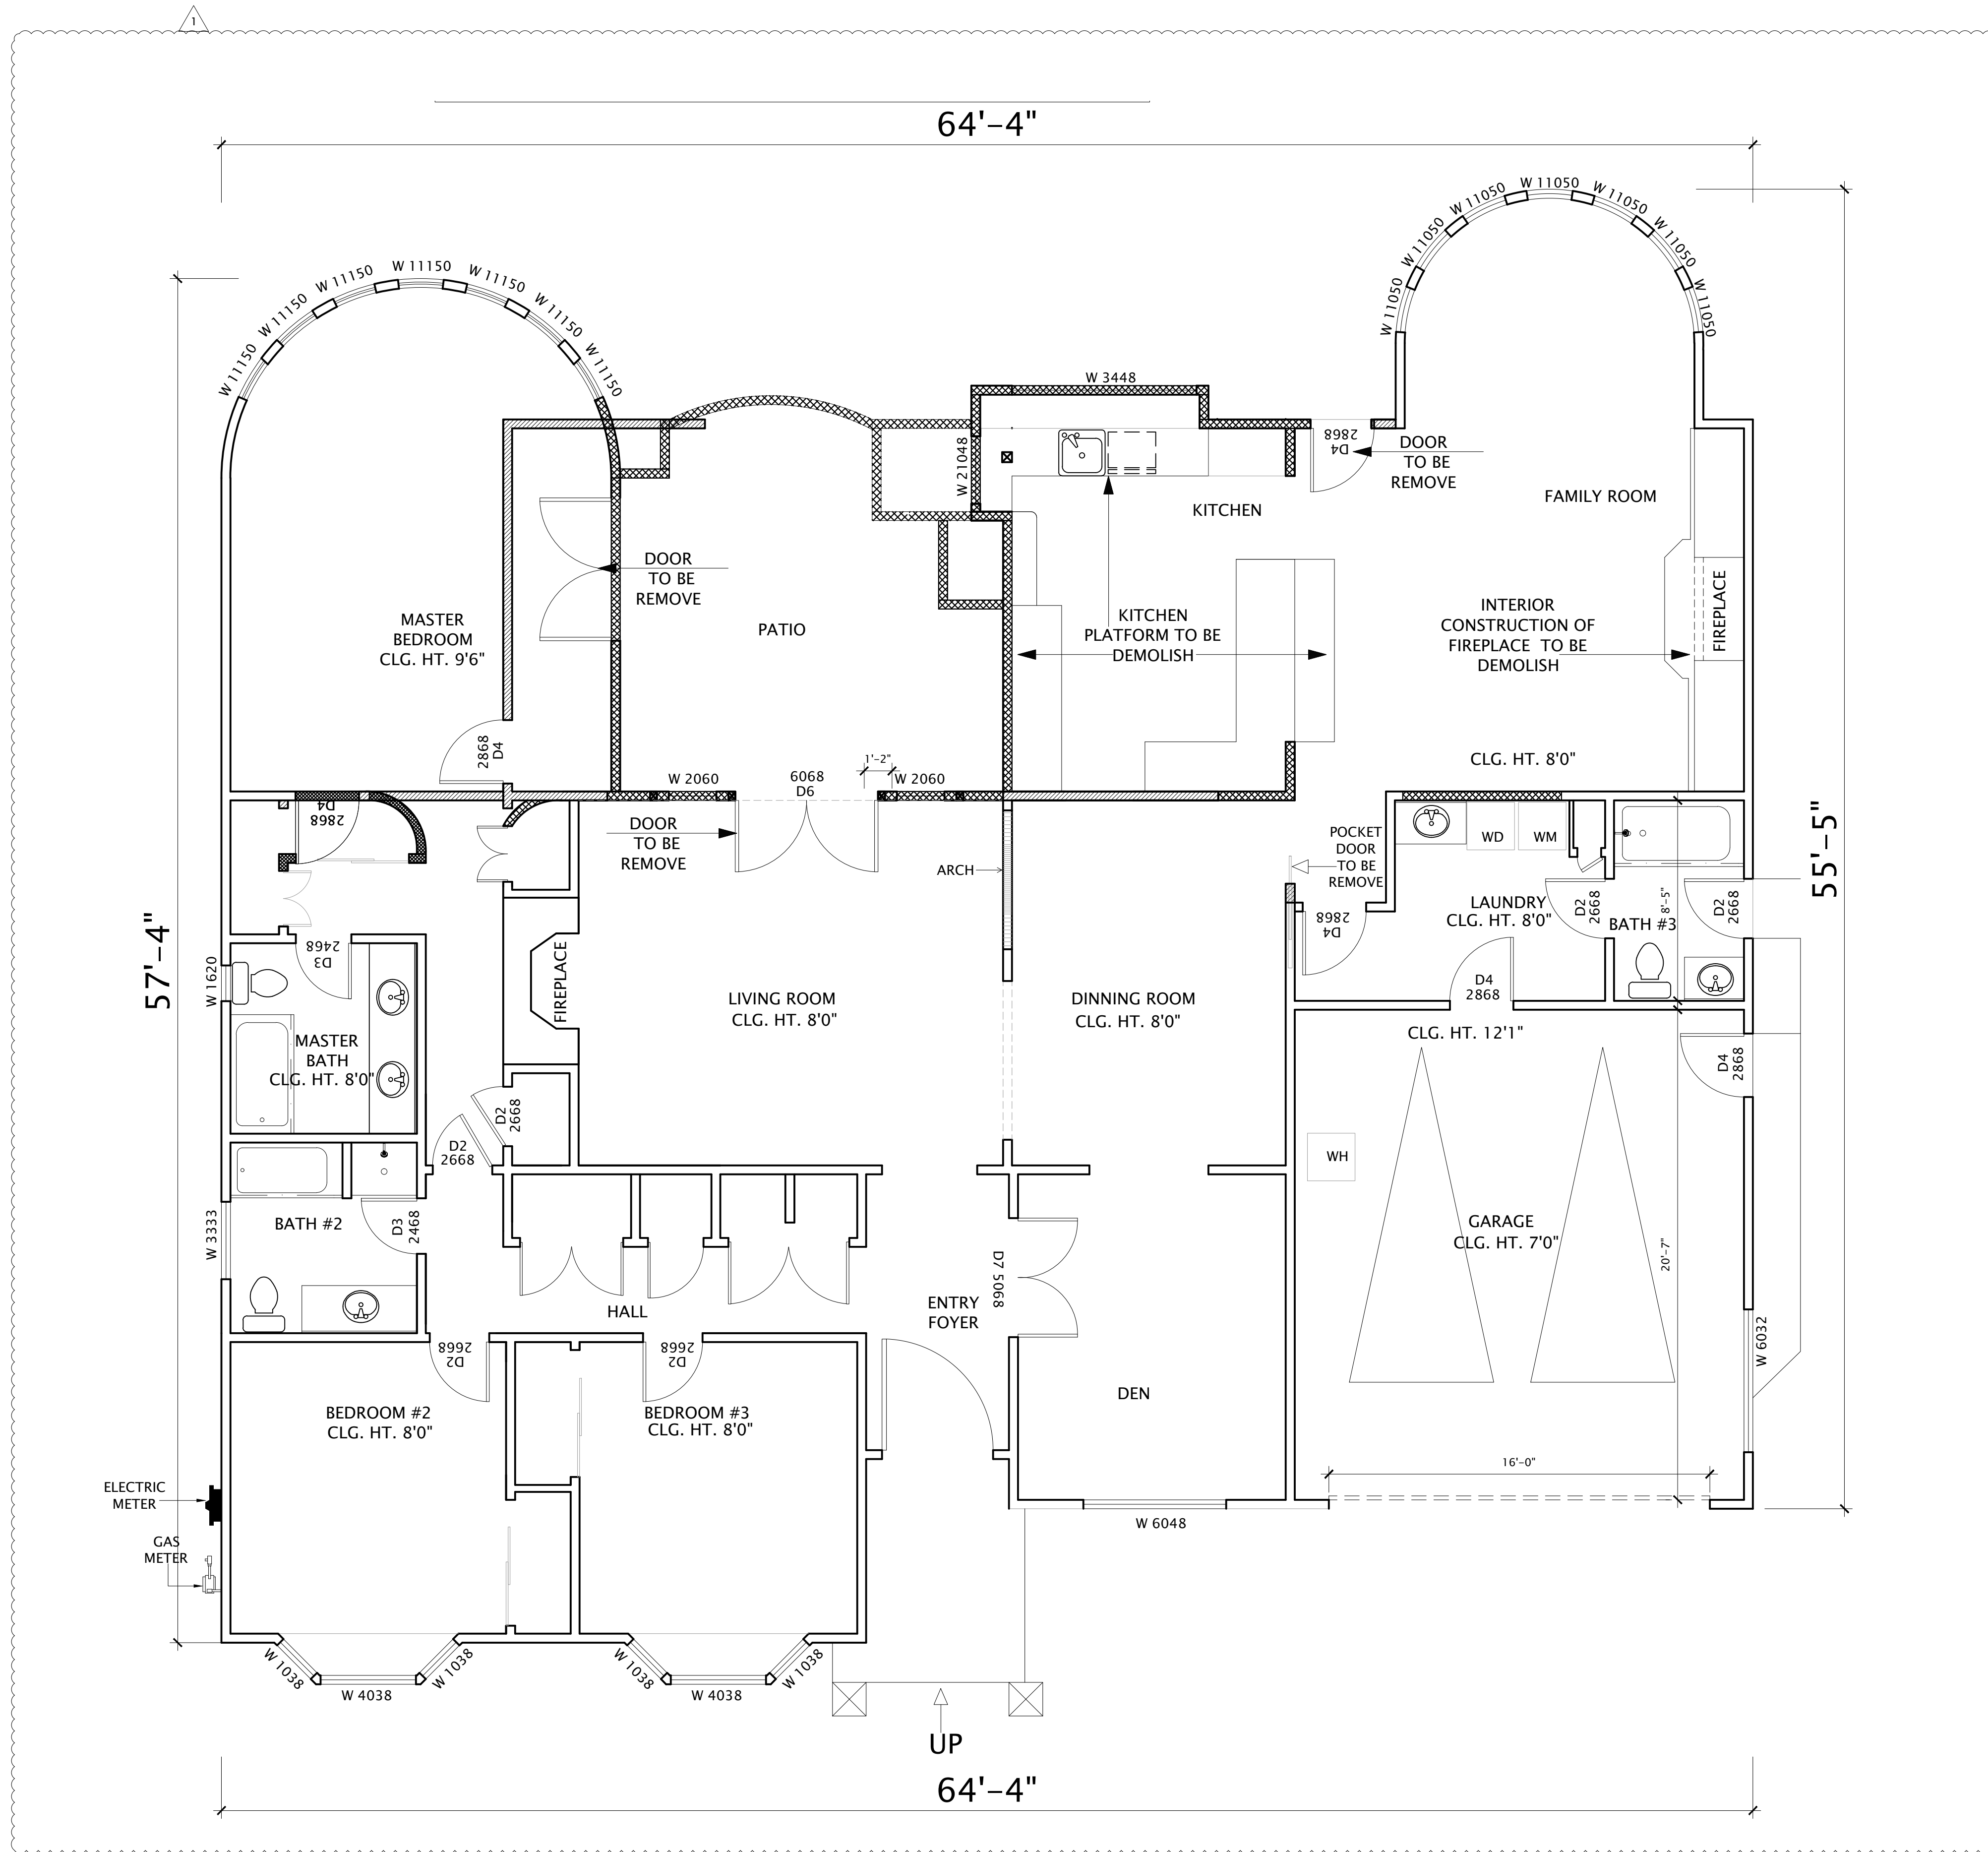 1
64'-4"
W 11050
W 11050
W 11050
W 11050
W 11050
W 11050
W 11050
W 11150
W 11150
W 11150
W 11150
W 11150
W 11150
W 11150
W 3448
W 21048
2868
D4
DOOR
TO BE
REMOVE
FAMILY ROOM
KITCHEN
DOOR
TO BE
REMOVE
FIREPLACE
MASTER
BEDROOM
CLG. HT. 9'6"
PATIO
KITCHEN
PLATFORM TO BE
DEMOLISH
INTERIOR
CONSTRUCTION OF
FIREPLACE TO BE
DEMOLISH
2868
D4
CLG. HT. 8'0"
W 2060
6068
D6
1'-2"
W 2060
2868
D4
DOOR
TO BE
REMOVE
ARCH
POCKET
DOOR
TO BE
REMOVE
WD
WM
55'-5"
57'-4"
LAUNDRY
CLG. HT. 8'0"
D2
2668
8'-5"
BATH #3
D2
2668
2868
D4
2468
D3
W 1620
FIREPLACE
LIVING ROOM
CLG. HT. 8'0"
DINNING ROOM
CLG. HT. 8'0"
D4
2868
CLG. HT. 12'1"
MASTER
BATH
CLG. HT. 8'0"
D4
2868
D2
2668
D2
2668
WH
BATH #2
D3
2468
W 3333
GARAGE
CLG. HT. 7'0"
20'-7"
D7 5068
HALL
ENTRY
FOYER
W 6032
2668
D2
2668
D2
DEN
BEDROOM #2
CLG. HT. 8'0"
BEDROOM #3
CLG. HT. 8'0"
16'-0"
ELECTRIC
METER
W 6048
GAS
METER
W 1038
W 4038
W 1038
W 1038
W 4038
W 1038
UP
64'-4"